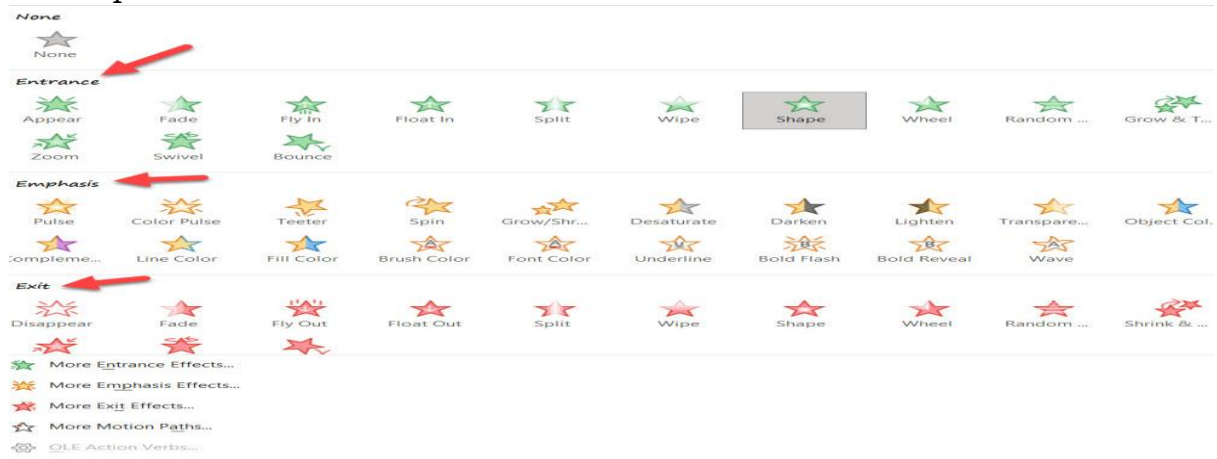 None
None
Entrance
Appear Fade Fly In Float In Split Wipe Shape Wheel Random ... Grow & T...
Zoom Swivel Bounce
Emphasis
Pulse Color Pulse Teeter Spin Grow/Shr... Desaturate Darken Lighten Transpare... Object Col.
Compleme... Line Color Fill Color Brush Color Font Color Underline Bold Flash Bold Reveal Wave
Exit
Disappear Fade Fly Out Float Out Split Wipe Shape Wheel Random ... Shrink & ...
More Entrance Effects...
More Emphasis Effects...
More Exit Effects...
More Motion Paths...
OLE Action Verbs...